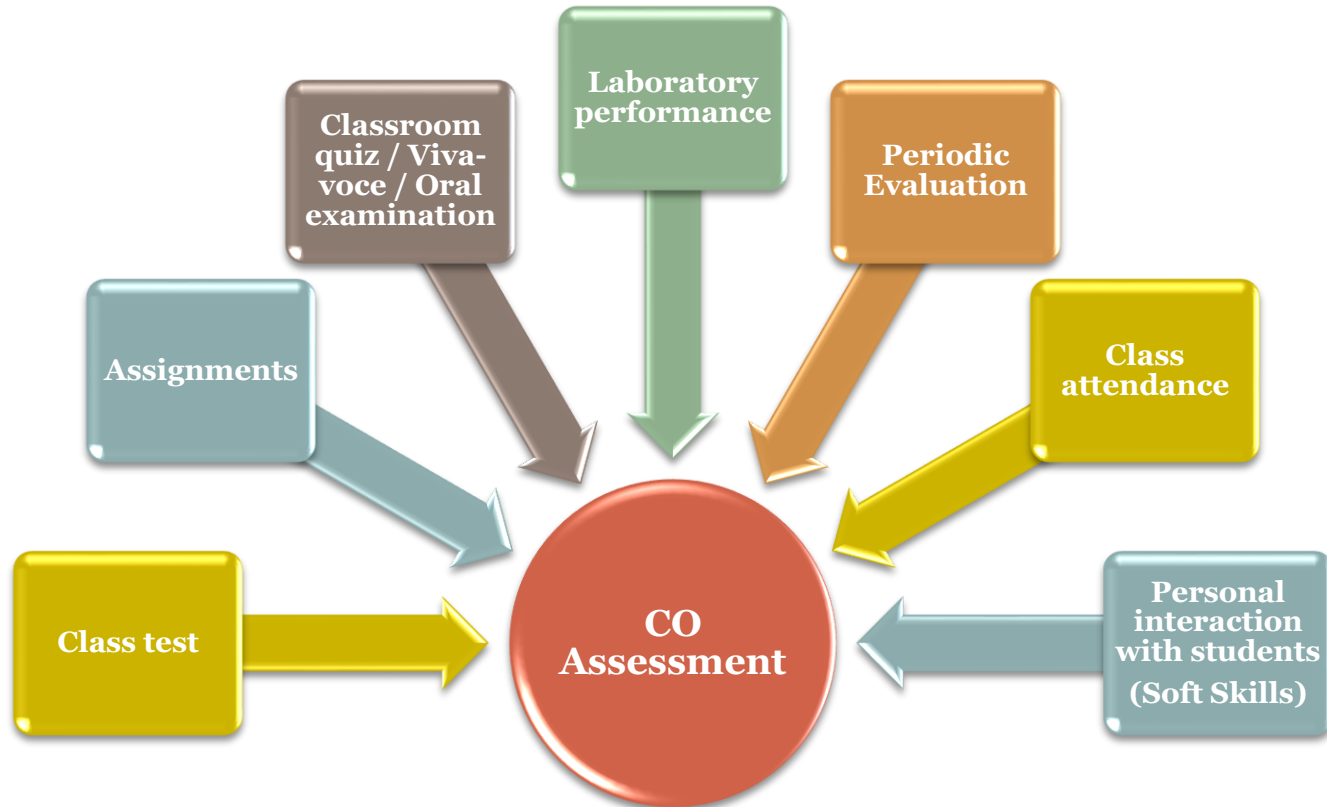 Laboratory
performance
Classroom
quiz / Viva-
voce / Oral
examination
Periodic
Evaluation
Assignments
Class
attendance
Class test
CO
Assessment
Personal
interaction
with students
(Soft Skills)